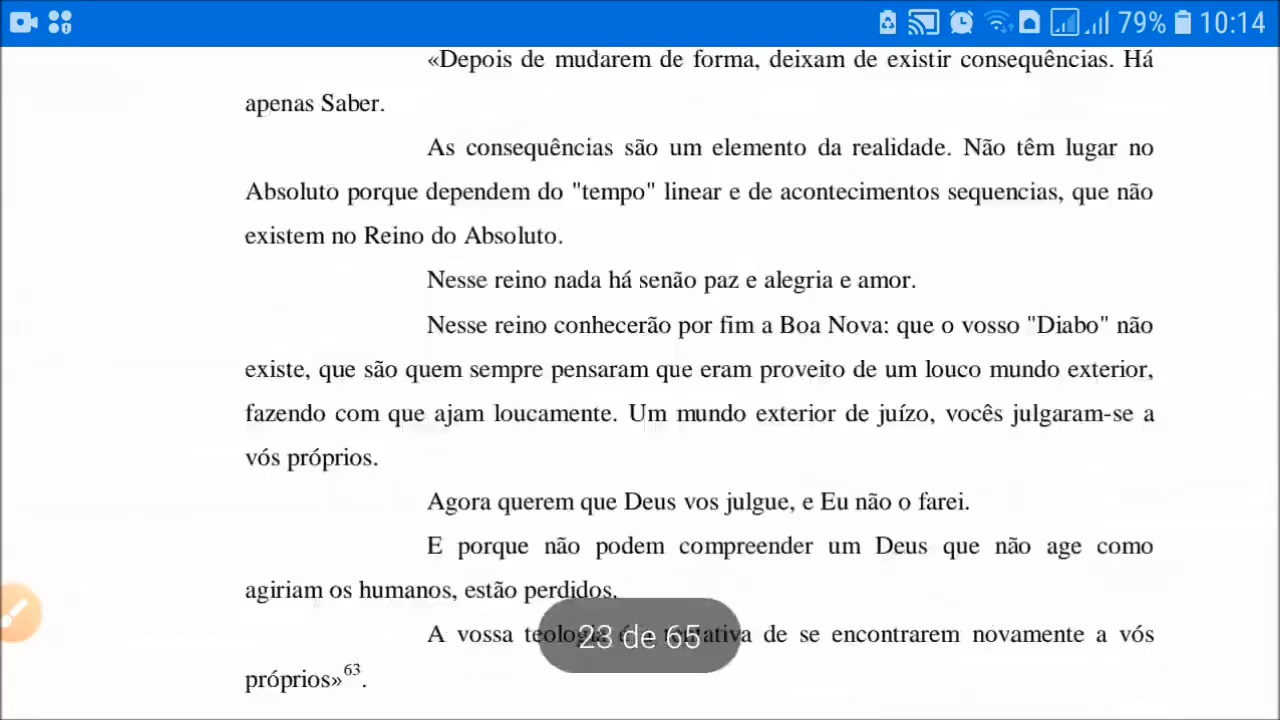 79% 10:14
«Depois de mudarem de forma, deixam de existir consequências. Há
apenas Saber.
As consequências são um elemento da realidade. Não têm lugar no
Absoluto porque dependem do "tempo" linear e de acontecimentos sequencias, que não
existem no Reino do Absoluto.
Nesse reino nada há senão paz e alegria e amor.
Nesse reino conhecerão por fim a Boa Nova: que o vosso "Diabo" não
existe, que são quem sempre pensaram que eram proveito de um louco mundo exterior,
fazendo com que ajam loucamente. Um mundo exterior de juízo, vocês julgaram-se a
vós próprios.
Agora querem que Deus vos julgue, e Eu não o farei.
E porque não podem compreender um Deus que não age como
agiriam os humanos, estão perdidos.
A vossa de se encontrarem novamente a vós
23 de 65
próprios»63.